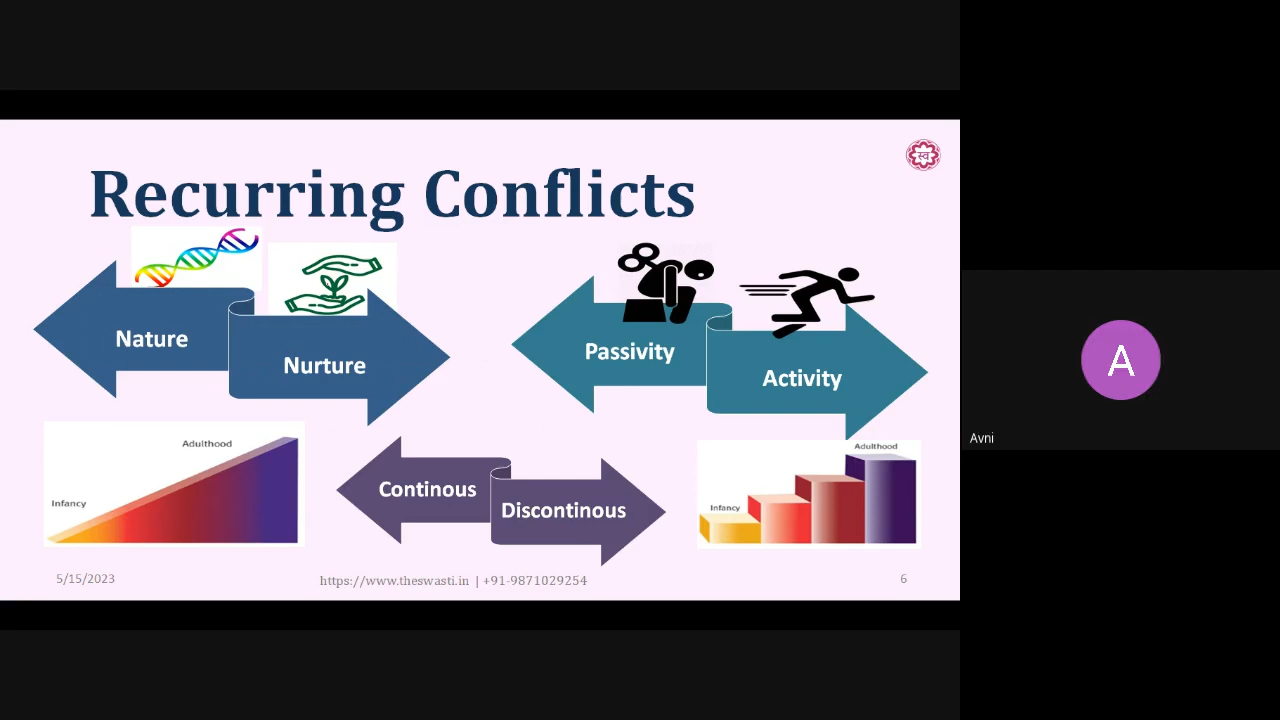 Recurring Conflicts
स्व
Nature
Nurture
Passivity
Activity
Adulthood
Infancy
Continous
Discontinous
Adulthood
Infancy
5/15/2023
https://www.theswasti.in | +91-9871029254
6
A
Avni